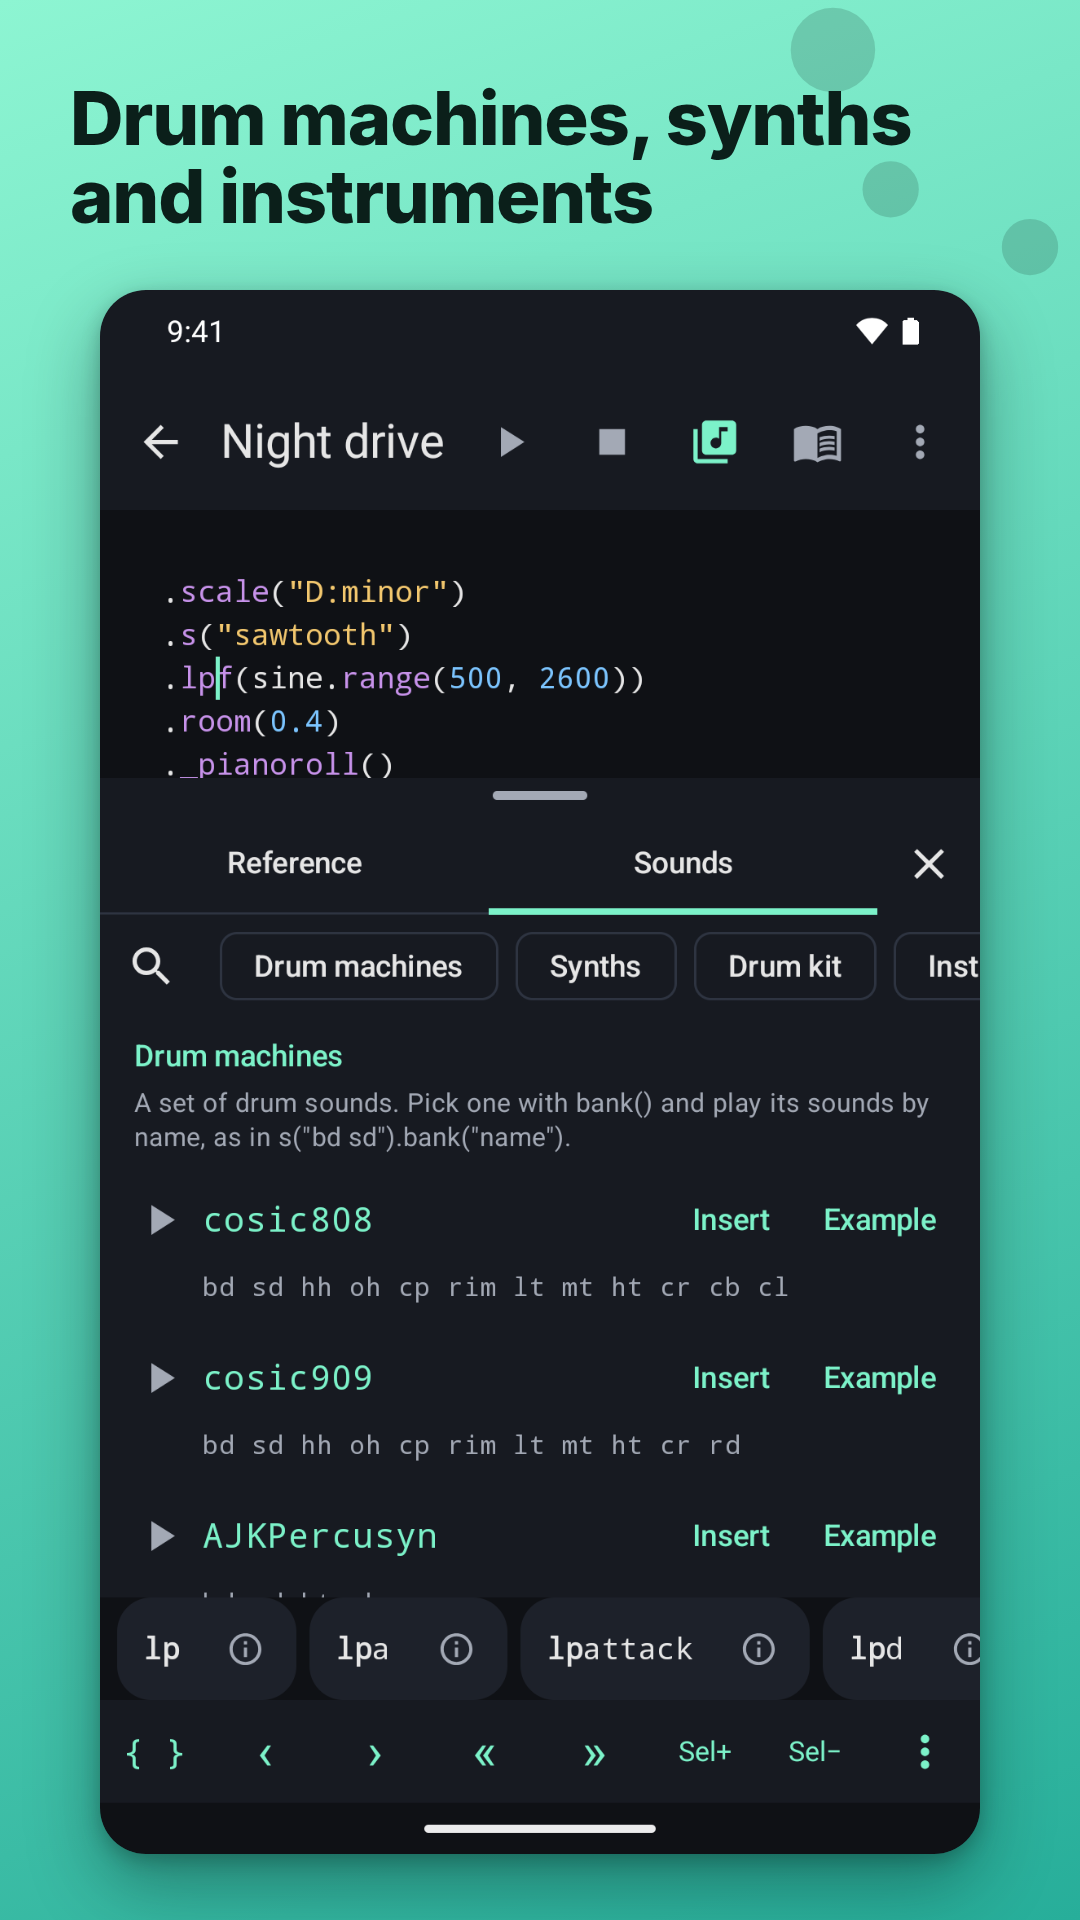 Drum machines, synths
and instruments
9:41
Night drive
.scale("D:minor")
.s("sawtooth")
.lpf(sine.range(500, 2600))
.room(0.4)
._pianoroll()
Reference
Sounds
Drum machines
Synths
Drum kit
Inst
Drum machines
A set of drum sounds. Pick one with bank() and play its sounds by
name, as in s("bd sd").bank("name").
cosic808
Insert
Example
bd sd hh oh cp rim lt mt ht cr cb cl
cosic909
Insert
Example
bd sd hh oh cp rim lt mt ht cr rd
AJKPercusyn
Insert
Example
lp
lpa
lpattack
lpd
{ } ‹ › « » Sel+ Sel−